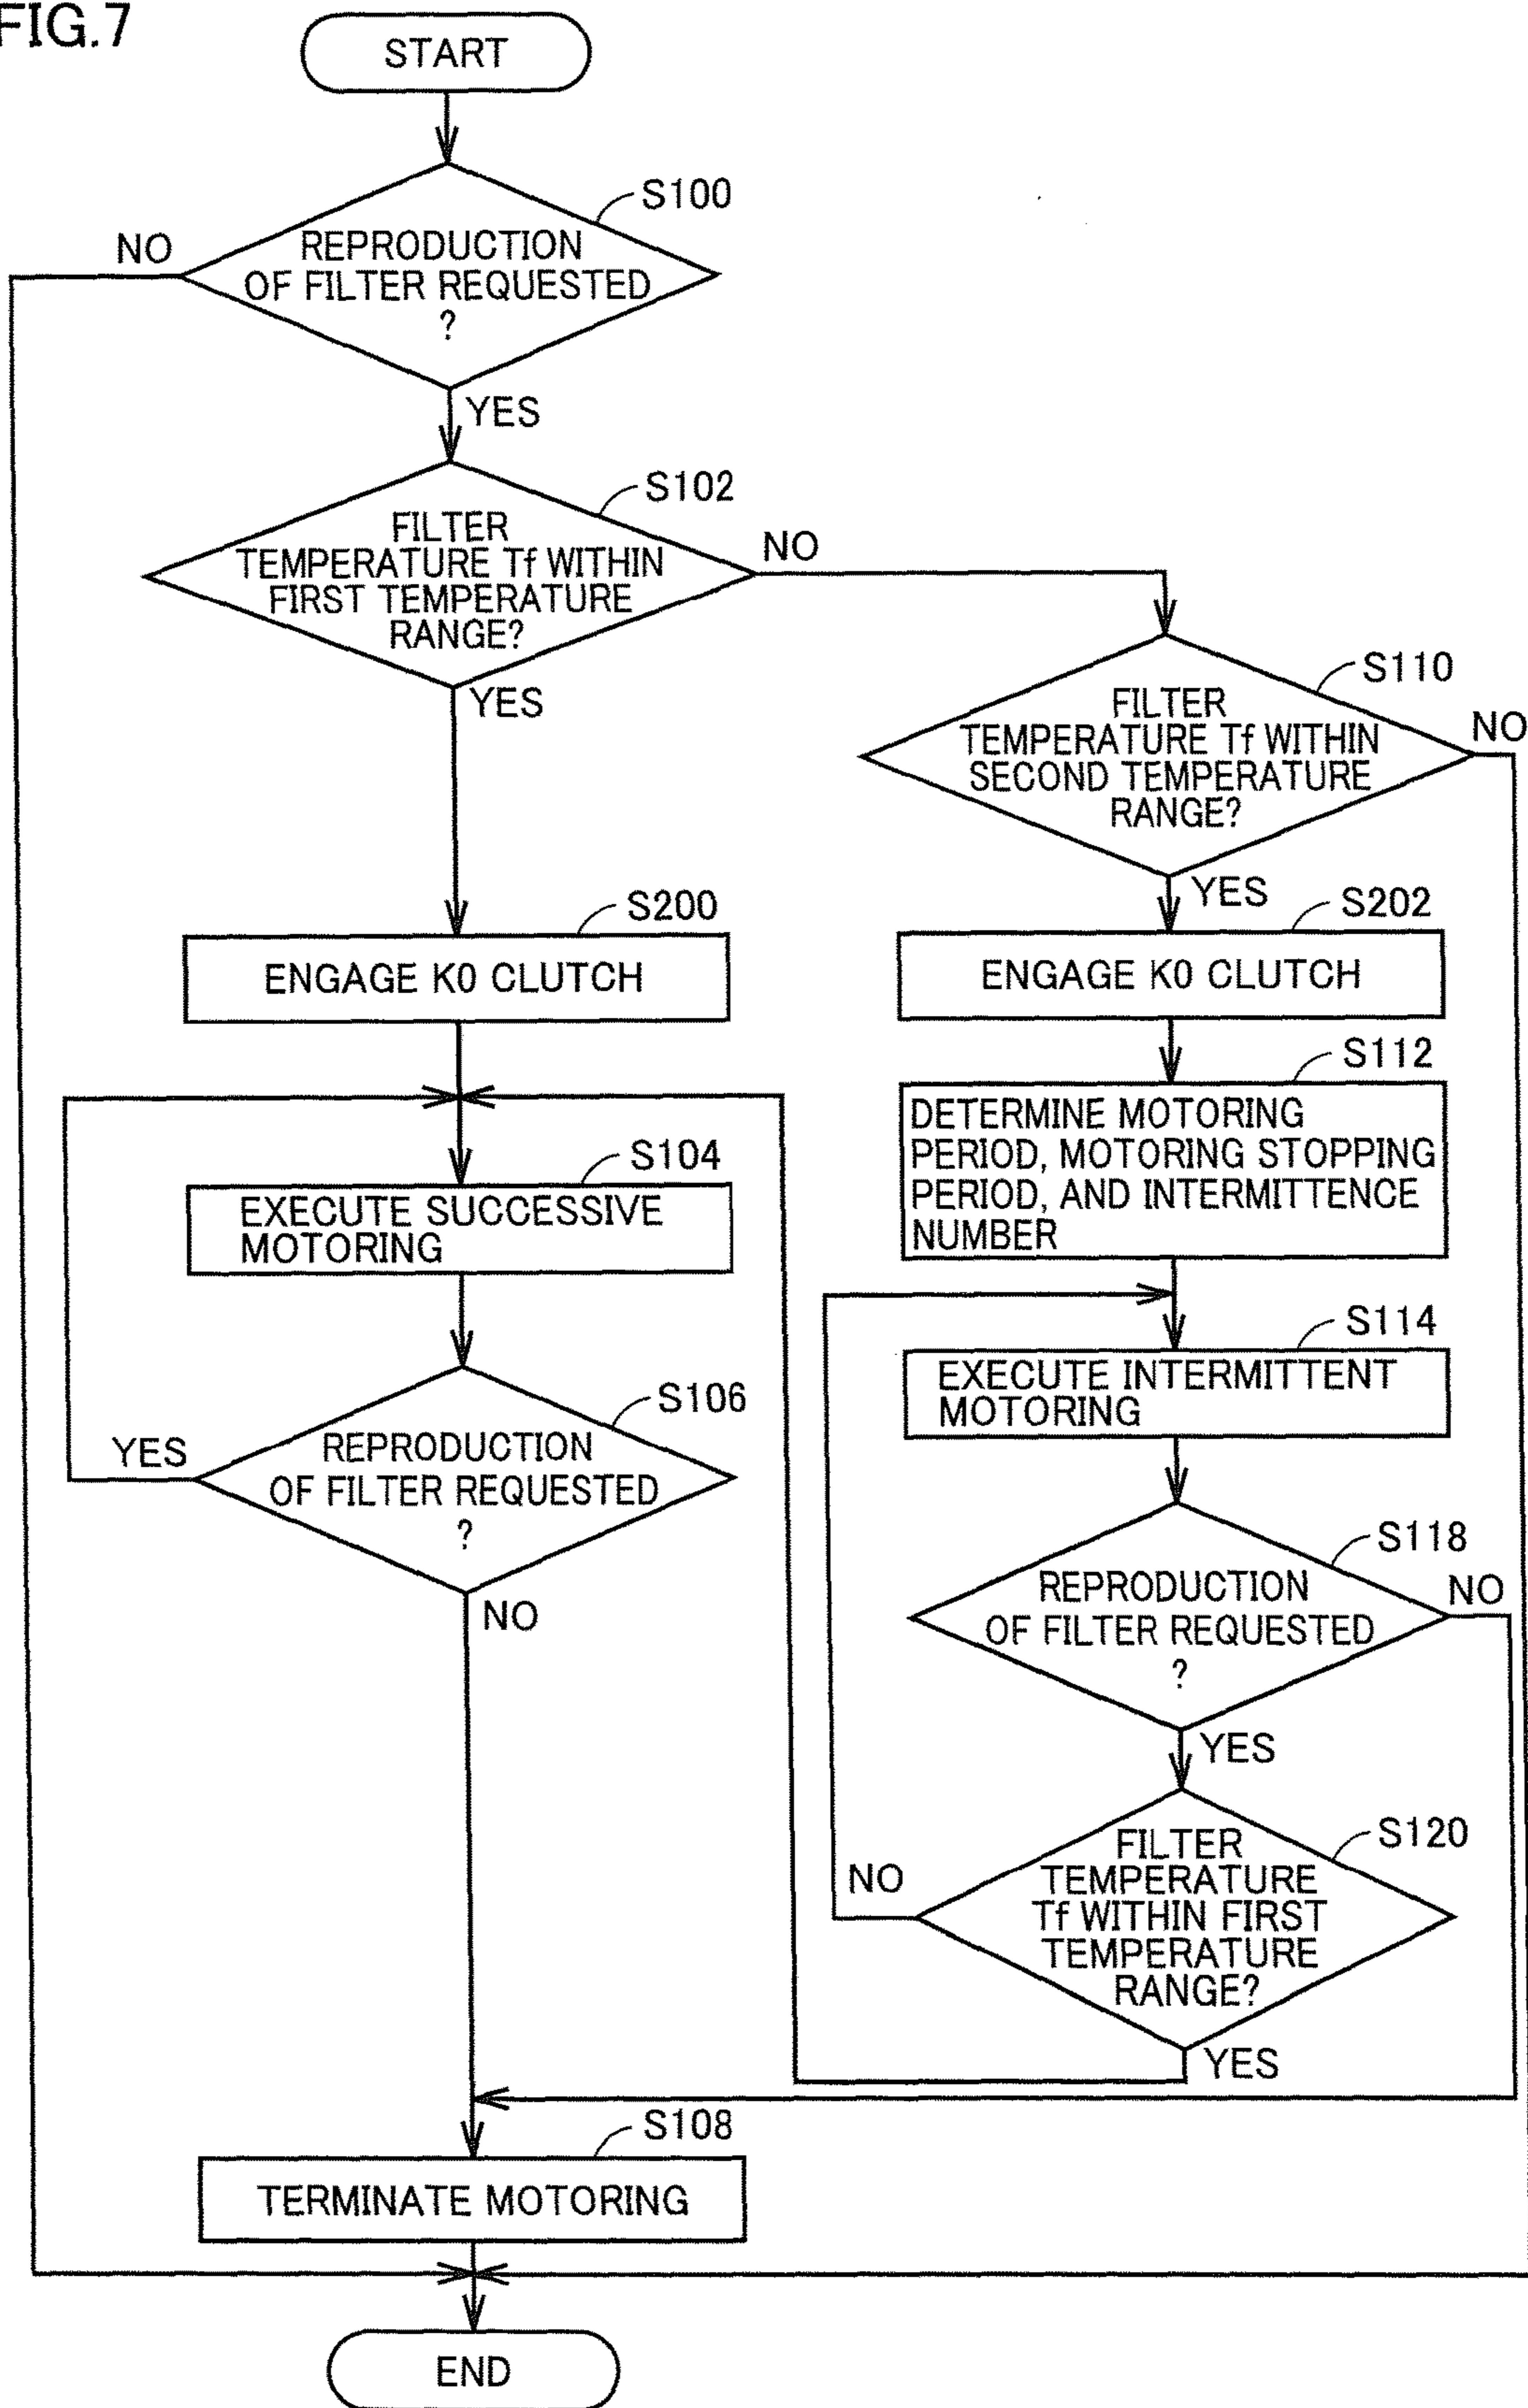 FIG.7
START
S100
NO
REPRODUCTION
OF FILTER REQUESTED
?
YES
S102
FILTER
TEMPERATURE Tf WITHIN
FIRST TEMPERATURE
RANGE?
NO
YES
S110
FILTER
TEMPERATURE Tf WITHIN
SECOND TEMPERATURE
RANGE?
NO
YES
S200
ENGAGE K0 CLUTCH
S202
ENGAGE K0 CLUTCH
S112
DETERMINE MOTORING
PERIOD, MOTORING STOPPING
PERIOD, AND INTERMITTENCE
NUMBER
S104
EXECUTE SUCCESSIVE
MOTORING
S114
EXECUTE INTERMITTENT
MOTORING
S106
YES
REPRODUCTION
OF FILTER REQUESTED
?
NO
S118
REPRODUCTION
OF FILTER REQUESTED
?
NO
YES
S120
NO
FILTER
TEMPERATURE
Tf WITHIN FIRST
TEMPERATURE
RANGE?
YES
S108
TERMINATE MOTORING
END